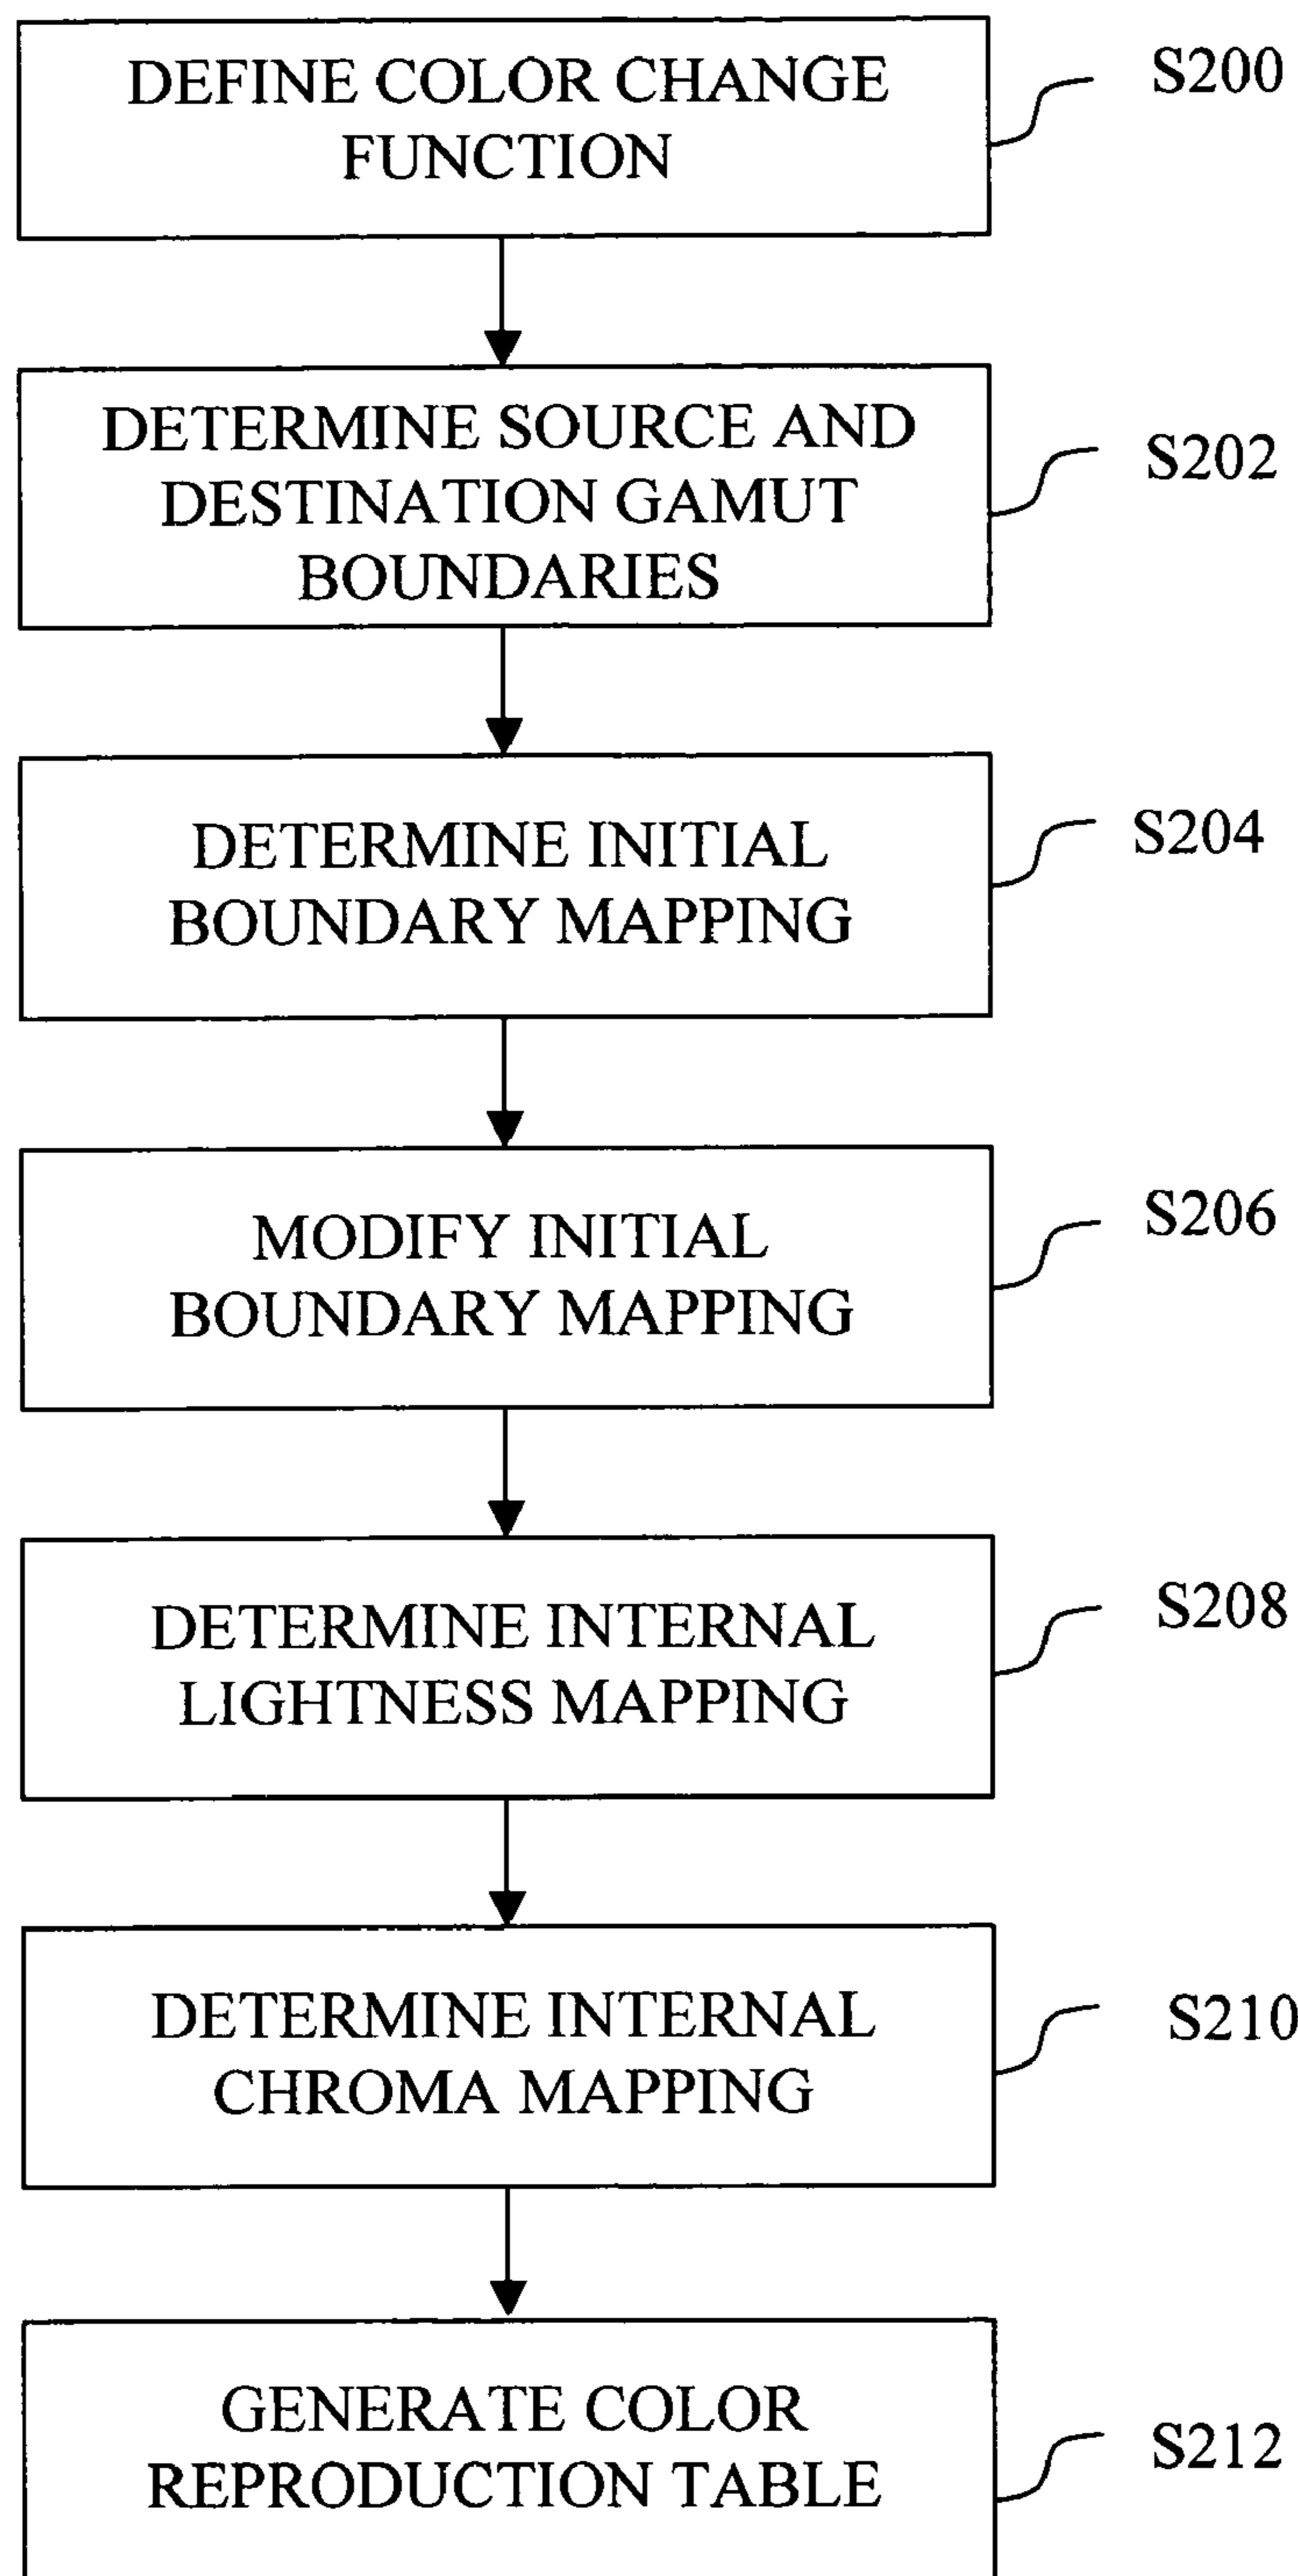 DEFINE COLOR CHANGE
FUNCTION
S200
DETERMINE SOURCE AND
DESTINATION GAMUT
BOUNDARIES
S202
DETERMINE INITIAL
BOUNDARY MAPPING
S204
MODIFY INITIAL
BOUNDARY MAPPING
S206
DETERMINE INTERNAL
LIGHTNESS MAPPING
S208
DETERMINE INTERNAL
CHROMA MAPPING
S210
GENERATE COLOR
REPRODUCTION TABLE
S212